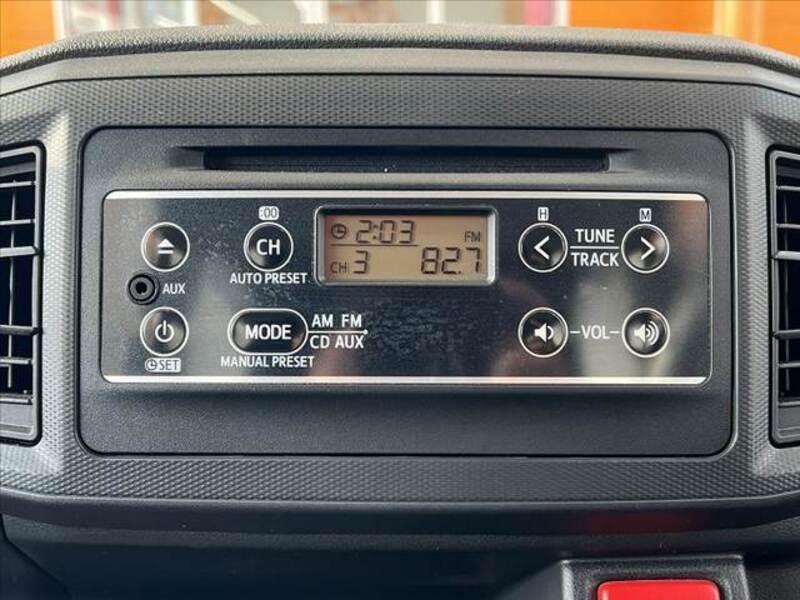 :00
H
M
CH
AUTO PRESET
2:03
FM
CH 3
82.7
TUNE
TRACK
AUX
MODE
AM FM
CD AUX
MANUAL PRESET
-VOL-
SET